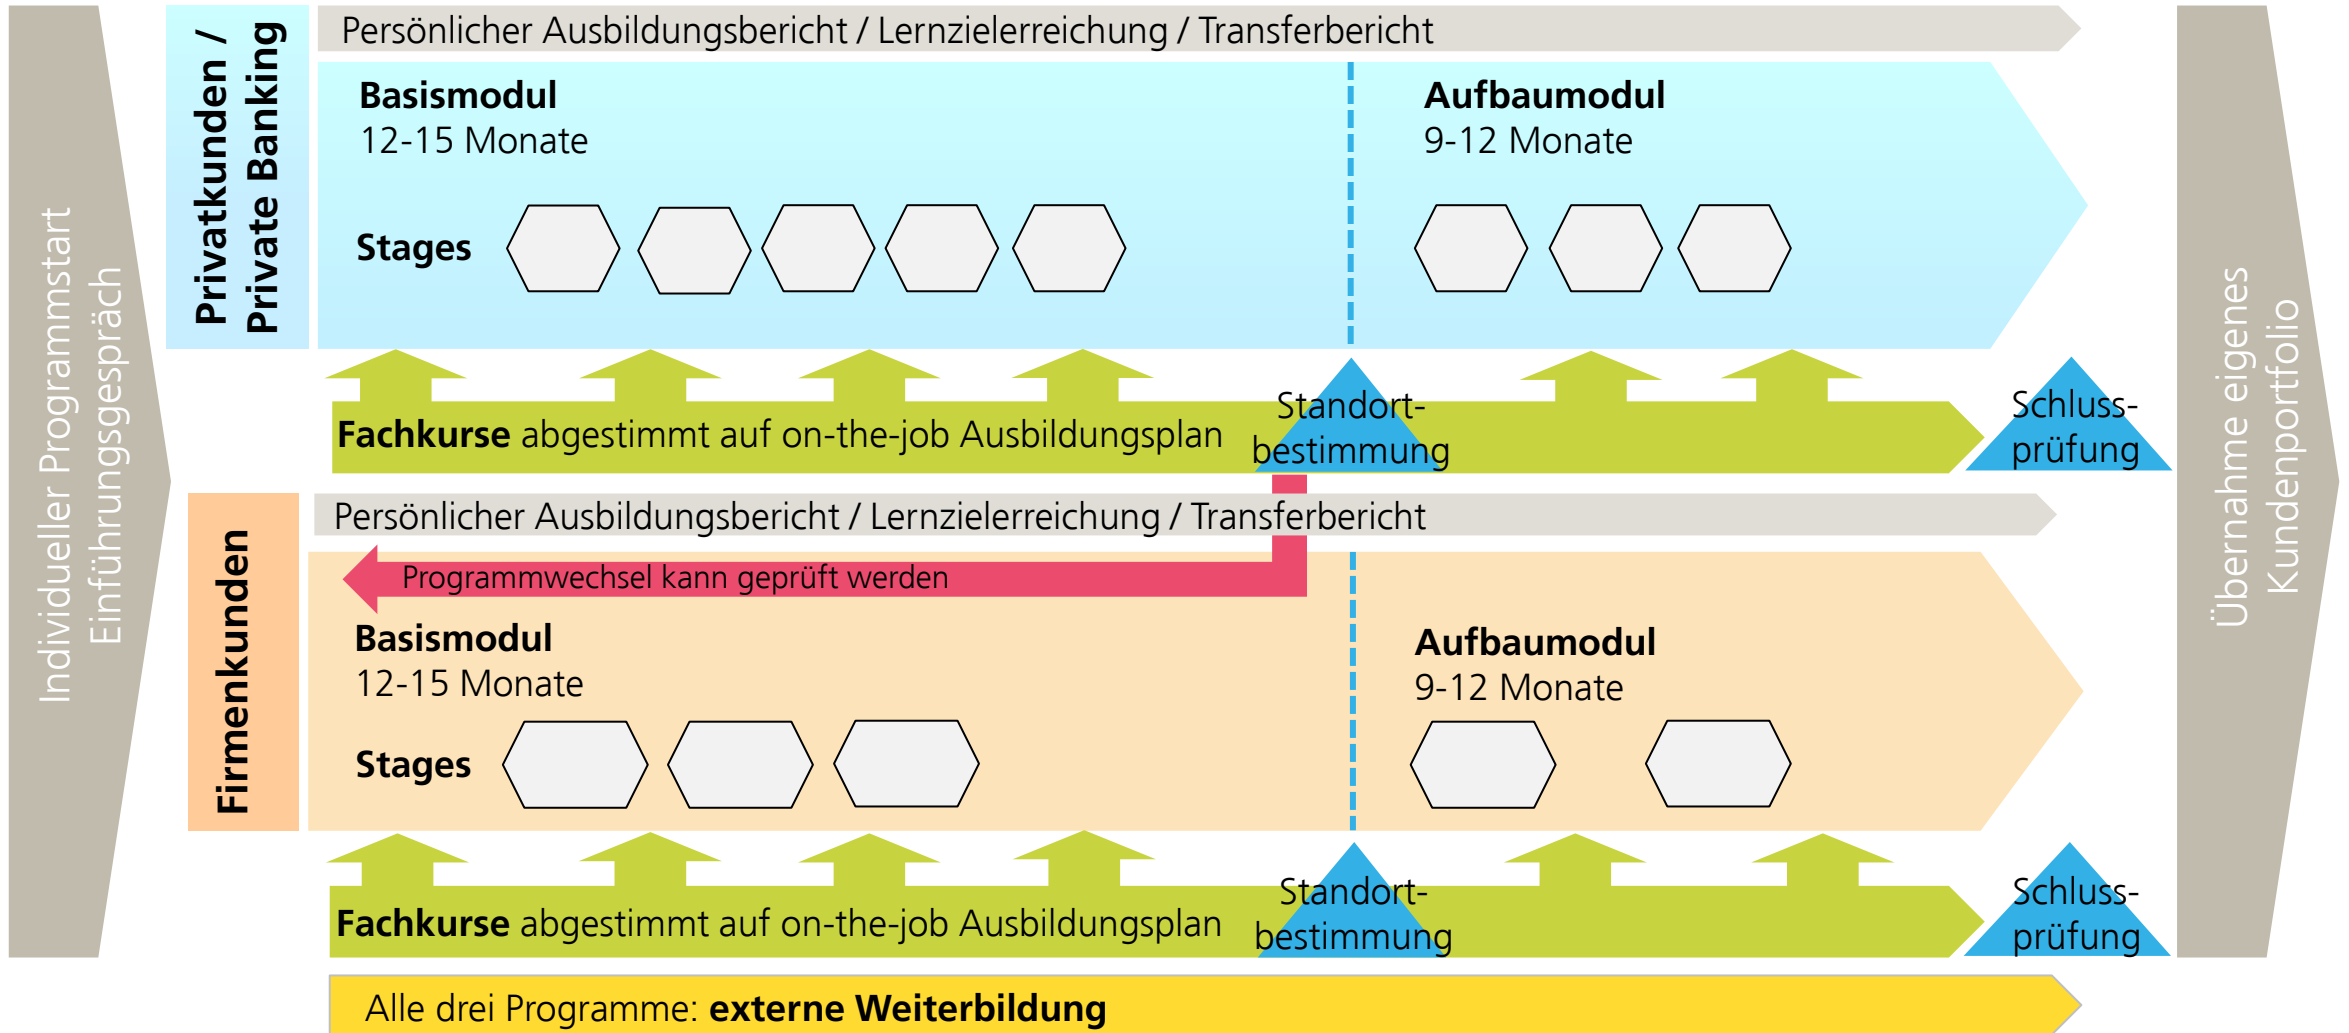 Individueller Programmstart
Einführungsgespräch
Privatkunden /
Private Banking
Persönlicher Ausbildungsbericht / Lernzielerreichung / Transferbericht
Basismodul
12-15 Monate
Aufbaumodul
9-12 Monate
Stages
Fachkurse abgestimmt auf on-the-job Ausbildungsplan
Standort-
bestimmung
Schluss-
prüfung
Firmenkunden
Persönlicher Ausbildungsbericht / Lernzielerreichung / Transferbericht
Programmwechsel kann geprüft werden
Basismodul
12-15 Monate
Aufbaumodul
9-12 Monate
Stages
Fachkurse abgestimmt auf on-the-job Ausbildungsplan
Standort-
bestimmung
Schluss-
prüfung
Alle drei Programme: externe Weiterbildung
Übernahme eigenes
Kundenportfolio